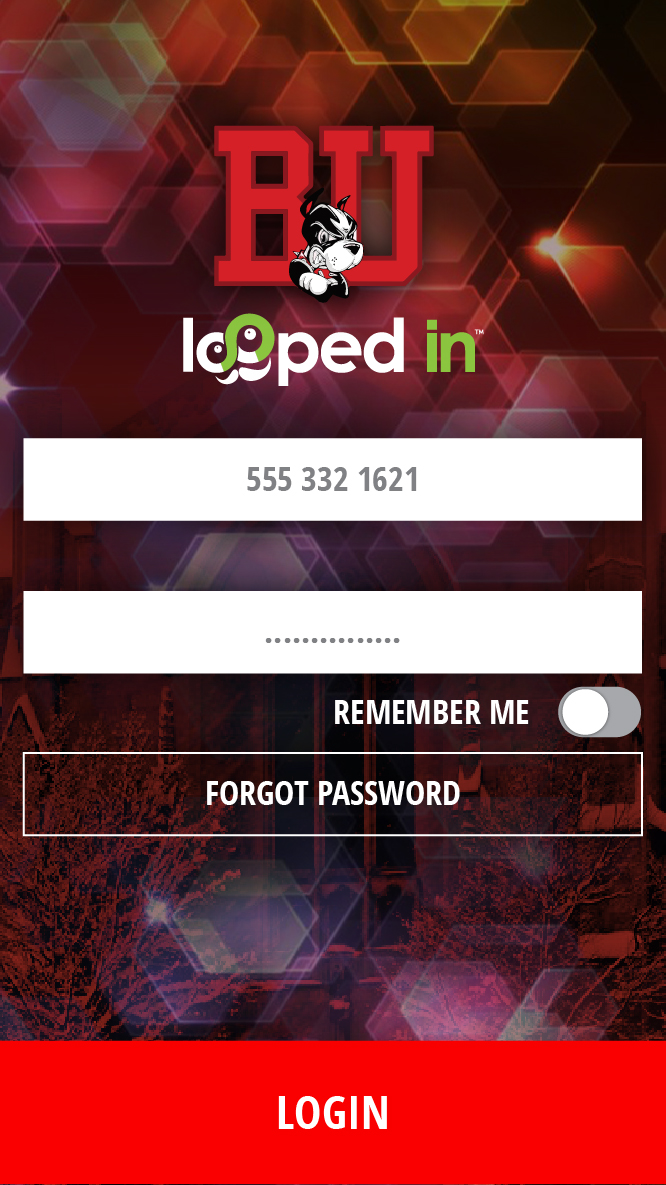 BU
looped in™
555 332 1621
...............
REMEMBER ME
FORGOT PASSWORD
LOGIN